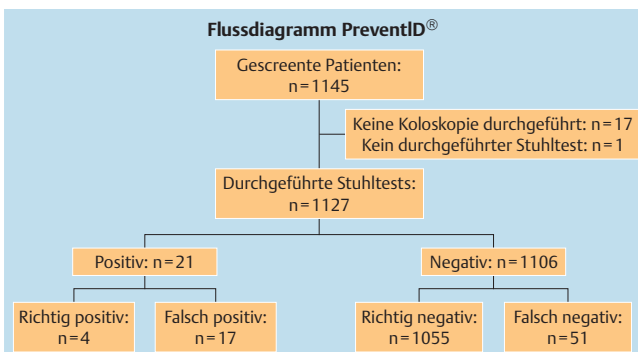 Flussdiagramm PreventID®
Gescreente Patienten:
n=1145
Keine Koloskopie durchgeführt: n=17
Kein durchgeführter Stuhltest: n=1
Durchgeführte Stuhltests:
n=1127
Positiv: n=21
Negativ: n=1106
Richtig positiv:
n=4
Falsch positiv:
n=17
Richtig negativ:
n=1055
Falsch negativ:
n=51